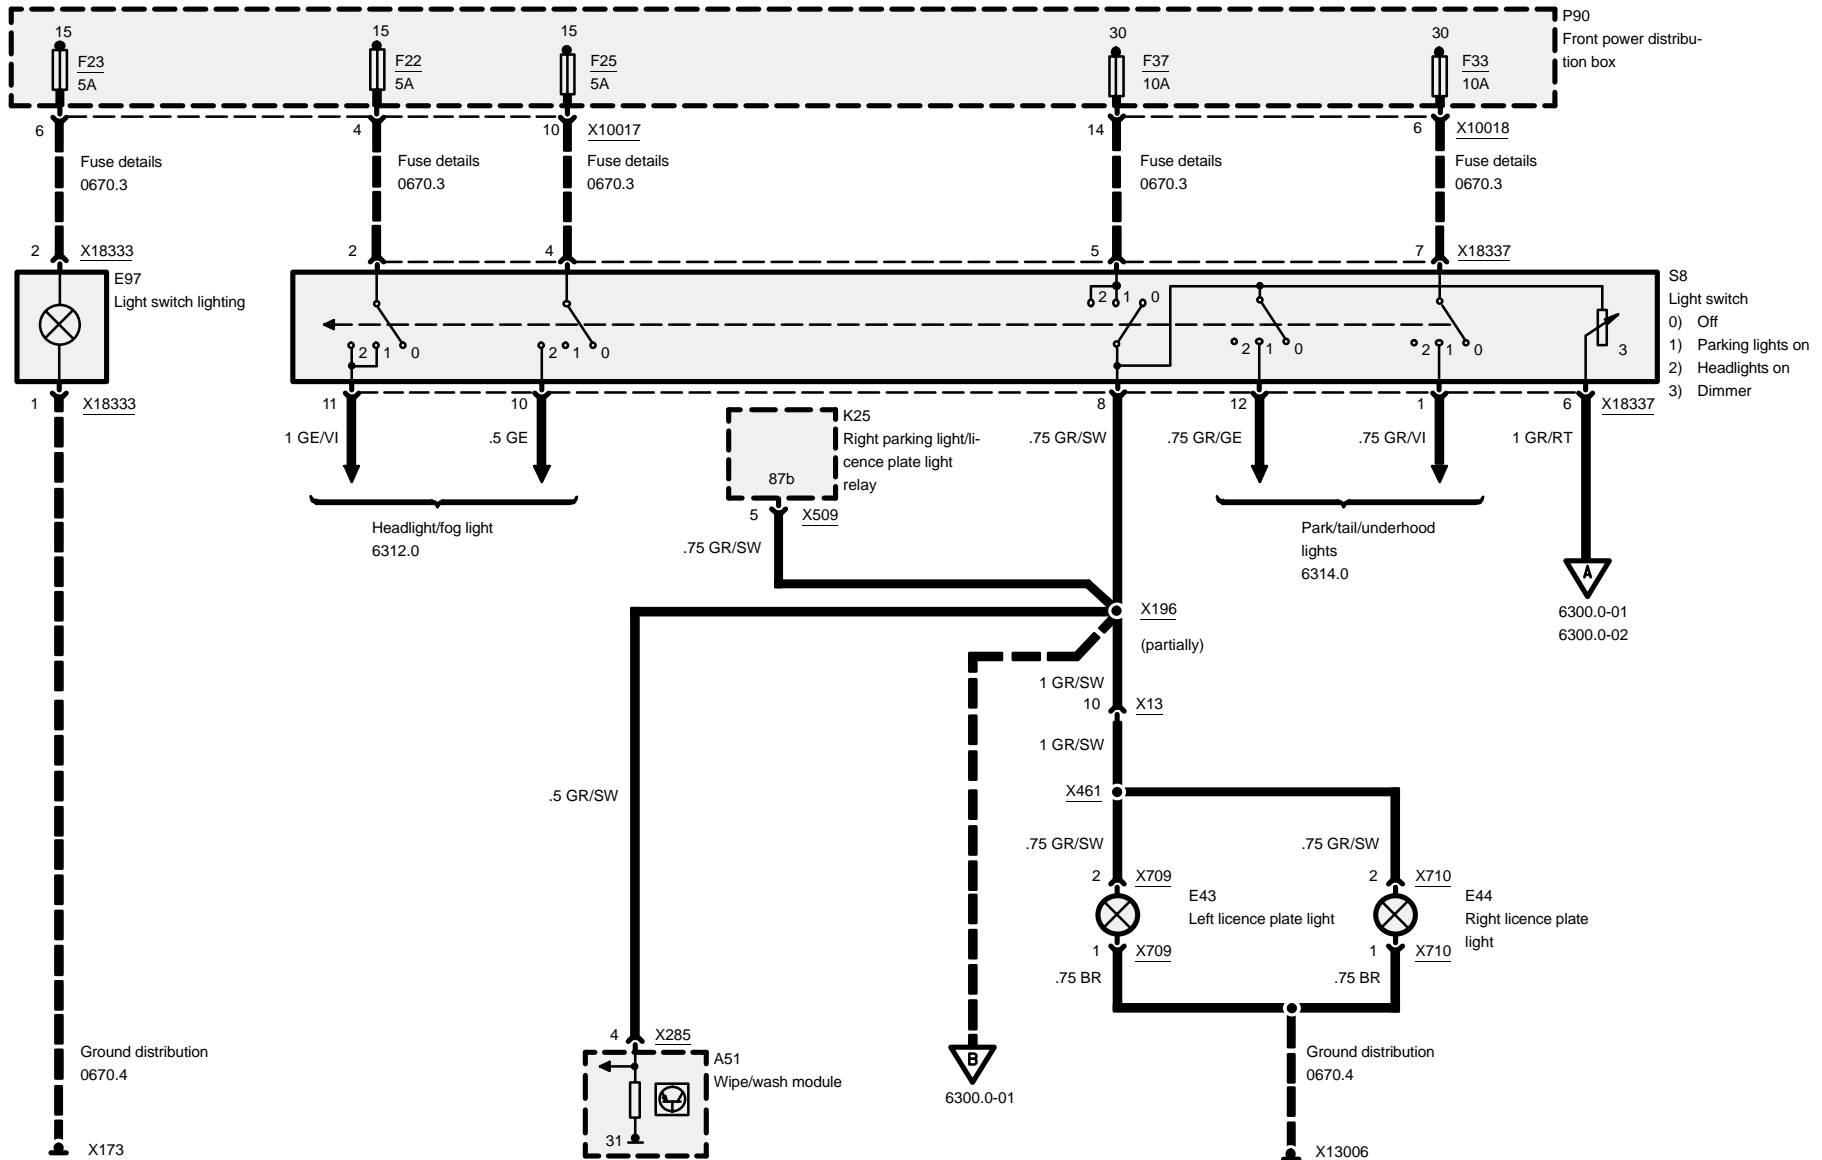 15
15
15
30
30
P90
Front power distribu-
tion box
F23
5A
F22
5A
F25
5A
F37
10A
F33
10A
6
4
10
X10017
14
6
X10018
Fuse details
0670.3
Fuse details
0670.3
Fuse details
0670.3
Fuse details
0670.3
Fuse details
0670.3
2
X18333
2
4
5
7
X18337
E97
Light switch lighting
S8
Light switch
0) Off
1) Parking lights on
2) Headlights on
3) Dimmer
2 1 0
2 1 0
2 1 0
2 1 0
2 1 0
3
1
X18333
11
10
8
12
1
6
X18337
1 GE/VI
.5 GE
K25
Right parking light/li-
cence plate light
relay
87b
.75 GR/SW
.75 GR/GE
.75 GR/VI
1 GR/RT
5
X509
Headlight/fog light
6312.0
.75 GR/SW
Park/tail/underhood
lights
6314.0
A
6300.0-01
6300.0-02
X196
(partially)
1 GR/SW
10
X13
1 GR/SW
X461
.5 GR/SW
.75 GR/SW
.75 GR/SW
2
X709
2
X710
E43
Left licence plate light
E44
Right licence plate
light
1
X709
1
X710
.75 BR
.75 BR
4
X285
A51
Wipe/wash module
31
B
6300.0-01
Ground distribution
0670.4
Ground distribution
0670.4
X173
X13006